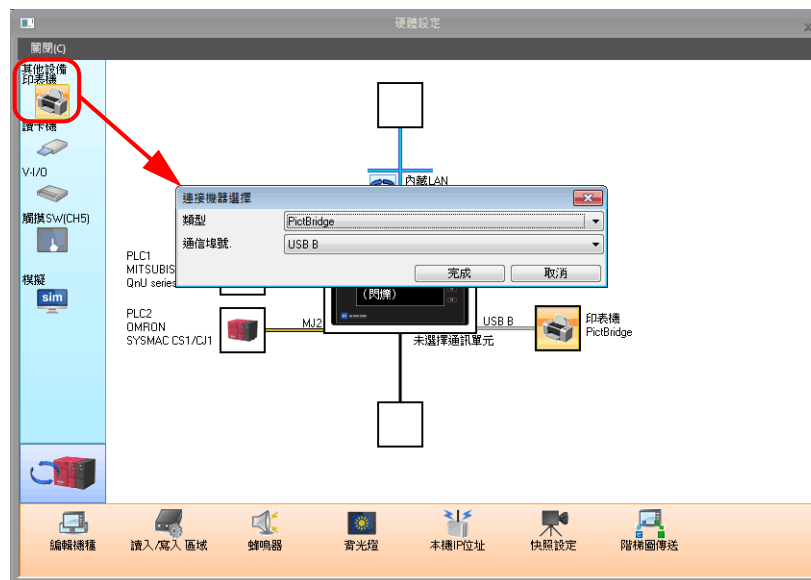 硬體設定
關閉(C)
其他設備
印表機
讀卡機
V-I/O
觸摸SW(CH5)
模擬
sim
內藏LAN
連接機器選擇
類型
PictBridge
通信埠號.
USB B
完成
取消
PLC1
MITSUBIS
QnU series
(閃爍)
PLC2
OMRON
SYSMAC CS1/CJ1
MJ2
USB B
未選擇通訊單元
印表機
PictBridge
編輯機種
讀入/寫入 區域
蜂鳴器
背光燈
本機IP位址
快照設定
階梯圖傳送